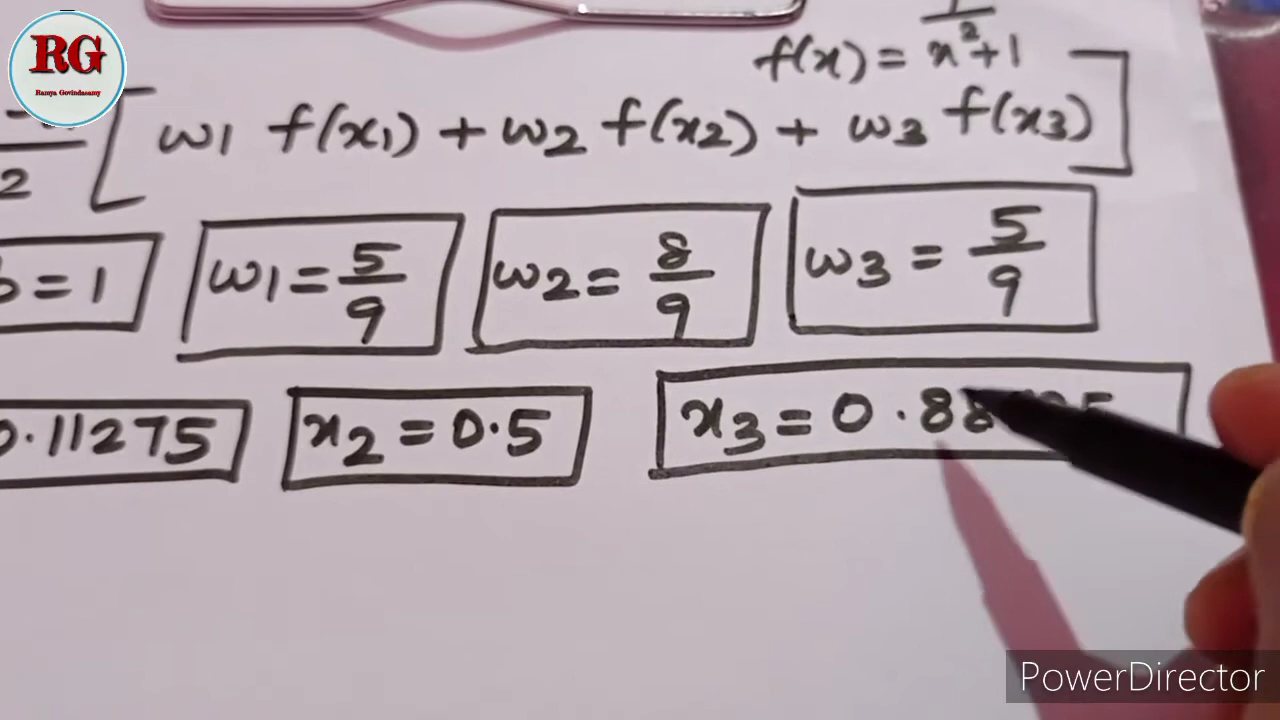 RG
Ramya Govindasamy
f(x) = 1/x²+1
2 [ w1 f(x1) + w2 f(x2) + w3 f(x3) ]
b = 1 w1 = 5/9 w2 = 8/9 w3 = 5/9
0.11275 x2 = 0.5 x3 = 0.88
PowerDirector